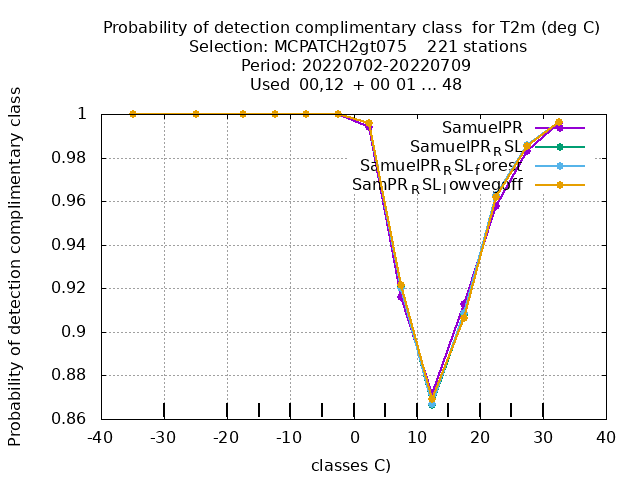 Probability of detection complimentary class for T2m (deg C)
Selection: MCPATCH2gt075 221 stations
Period: 20220702-20220709
Used 00,12 + 00 01 ... 48
Probability of detection complimentary class
1
0.98
0.96
0.94
0.92
0.9
0.88
0.86
SamuelPR
SamuelPR_RSL
SamuelPR_RSL_forest
SamPR_RSL_lowvegoff
-40 -30 -20 -10 0 10 20 30 40
classes C)